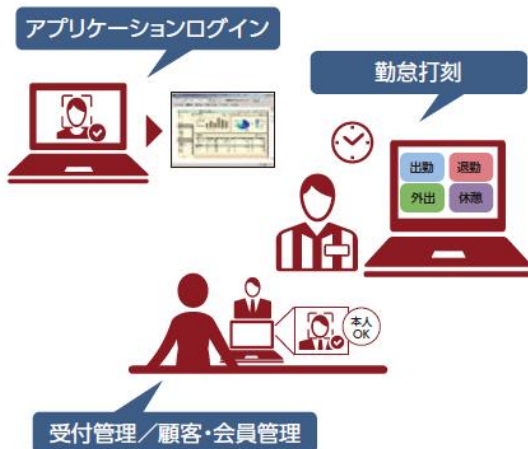 アプリケーションログイン
勤怠打刻
出勤
退勤
外出
休憩
本人
OK
受付管理／顧客・会員管理